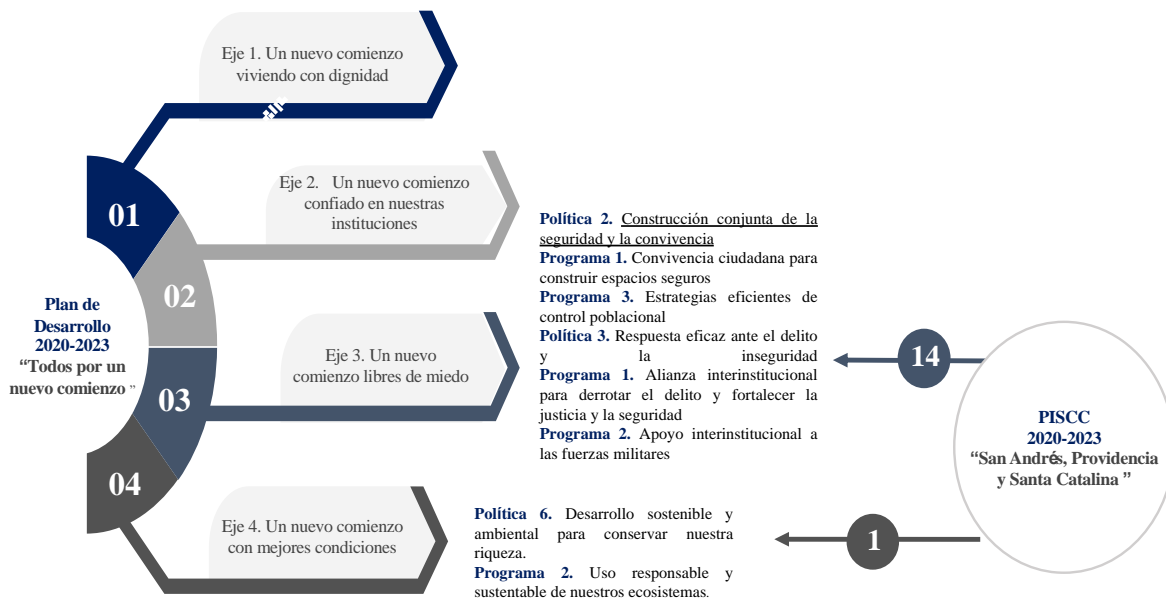 Eje 1. Un nuevo comienzo
viviendo con dignidad
01
Eje 2. Un nuevo comienzo
confiado en nuestras
instituciones
02
Plan de
Desarrollo
2020-2023
“Todos por un
nuevo comienzo ”
Política 2. Construcción conjunta de la
seguridad y la convivencia
Programa 1. Convivencia ciudadana para
construir espacios seguros
Programa 3. Estrategias eficientes de
control poblacional
Política 3. Respuesta eficaz ante el delito
y la inseguridad
Programa 1. Alianza interinstitucional
para derrotar el delito y fortalecer la
justicia y la seguridad
Programa 2. Apoyo interinstitucional a
las fuerzas militares
Eje 3. Un nuevo
comienzo libres de miedo
03
14
PISCC
2020-2023
“San Andrés, Providencia
y Santa Catalina ”
04
Eje 4. Un nuevo comienzo
con mejores condiciones
Política 6. Desarrollo sostenible y
ambiental para conservar nuestra
riqueza.
Programa 2. Uso responsable y
sustentable de nuestros ecosistemas.
1